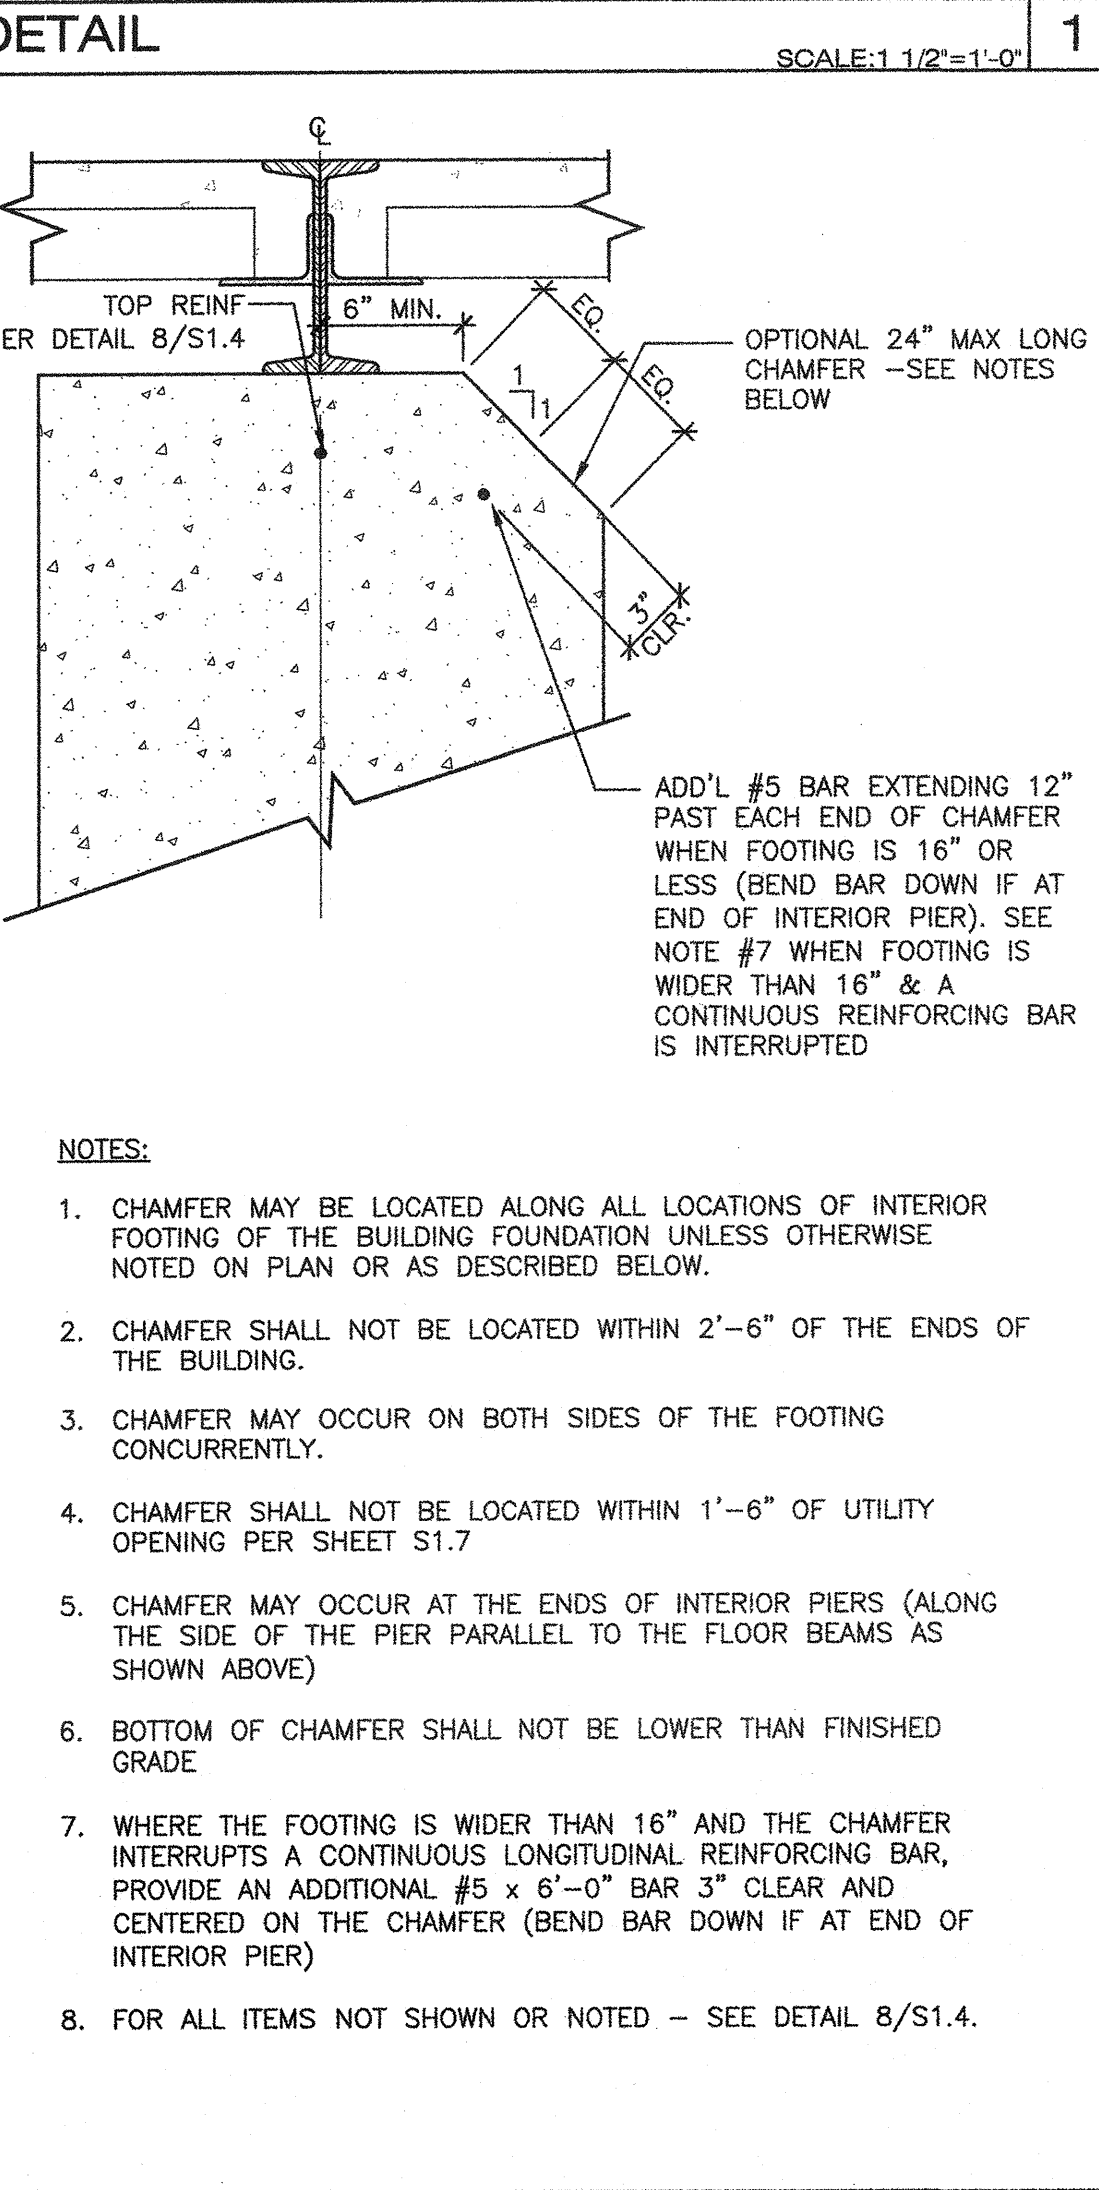 DETAIL
SCALE:1 1/2"=1'-0"
1
℄
TOP REINF
ER DETAIL 8/S1.4
6" MIN.
EQ.
EQ.
1
1
OPTIONAL 24" MAX LONG
CHAMFER -SEE NOTES
BELOW
3"
CLR.
ADD'L #5 BAR EXTENDING 12"
PAST EACH END OF CHAMFER
WHEN FOOTING IS 16" OR
LESS (BEND BAR DOWN IF AT
END OF INTERIOR PIER). SEE
NOTE #7 WHEN FOOTING IS
WIDER THAN 16" & A
CONTINUOUS REINFORCING BAR
IS INTERRUPTED
NOTES:
1. CHAMFER MAY BE LOCATED ALONG ALL LOCATIONS OF INTERIOR
FOOTING OF THE BUILDING FOUNDATION UNLESS OTHERWISE
NOTED ON PLAN OR AS DESCRIBED BELOW.
2. CHAMFER SHALL NOT BE LOCATED WITHIN 2'-6" OF THE ENDS OF
THE BUILDING.
3. CHAMFER MAY OCCUR ON BOTH SIDES OF THE FOOTING
CONCURRENTLY.
4. CHAMFER SHALL NOT BE LOCATED WITHIN 1'-6" OF UTILITY
OPENING PER SHEET S1.7
5. CHAMFER MAY OCCUR AT THE ENDS OF INTERIOR PIERS (ALONG
THE SIDE OF THE PIER PARALLEL TO THE FLOOR BEAMS AS
SHOWN ABOVE)
6. BOTTOM OF CHAMFER SHALL NOT BE LOWER THAN FINISHED
GRADE
7. WHERE THE FOOTING IS WIDER THAN 16" AND THE CHAMFER
INTERRUPTS A CONTINUOUS LONGITUDINAL REINFORCING BAR,
PROVIDE AN ADDITIONAL #5 x 6'-0" BAR 3" CLEAR AND
CENTERED ON THE CHAMFER (BEND BAR DOWN IF AT END OF
INTERIOR PIER)
8. FOR ALL ITEMS NOT SHOWN OR NOTED - SEE DETAIL 8/S1.4.